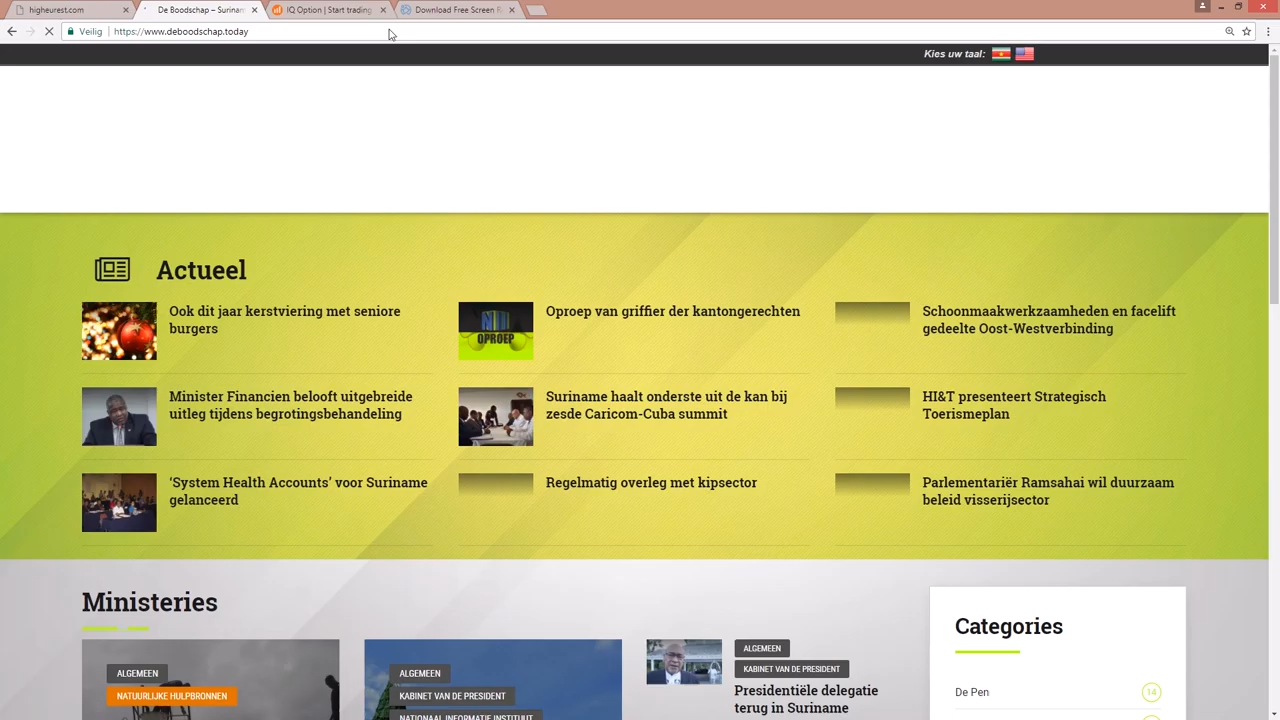 higheurest.com
De Boodschap – Surinam
IQ Option | Start trading
Download Free Screen R
Veilig
https://www.deboodschap.today
Kies uw taal:
Actueel
Ook dit jaar kerstviering met seniore
burgers
Oproep van griffier der kantongerechten
Schoonmaakwerkzaamheden en facelift
gedeelte Oost-Westverbinding
OPROEP
Minister Financien belooft uitgebreide
uitleg tijdens begrotingsbehandeling
Suriname haalt onderste uit de kan bij
zesde Caricom-Cuba summit
HI&T presenteert Strategisch
Toerismeplan
‘System Health Accounts’ voor Suriname
gelanceerd
Regelmatig overleg met kipsector
Parlementariër Ramsahai wil duurzaam
beleid visserijsector
Ministeries
ALGEMEEN
NATUURLIJKE HULPBRONNEN
ALGEMEEN
KABINET VAN DE PRESIDENT
NATIONAAL INFORMATIE INSTITUUT
ALGEMEEN
KABINET VAN DE PRESIDENT
Presidentiële delegatie
terug in Suriname
Categories
De Pen
14